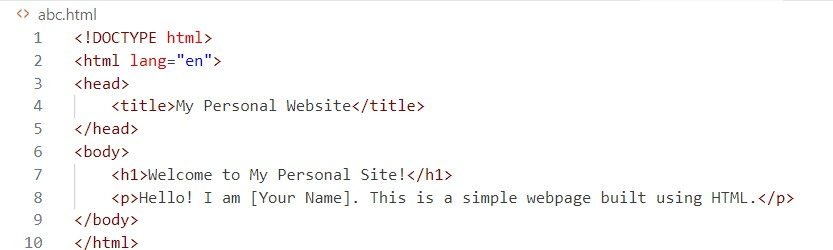 <> abc.html
1 <!DOCTYPE html>
2 <html lang="en">
3 <head>
4     <title>My Personal Website</title>
5 </head>
6 <body>
7     <h1>Welcome to My Personal Site!</h1>
8     <p>Hello! I am [Your Name]. This is a simple webpage built using HTML.</p>
9 </body>
10 </html>